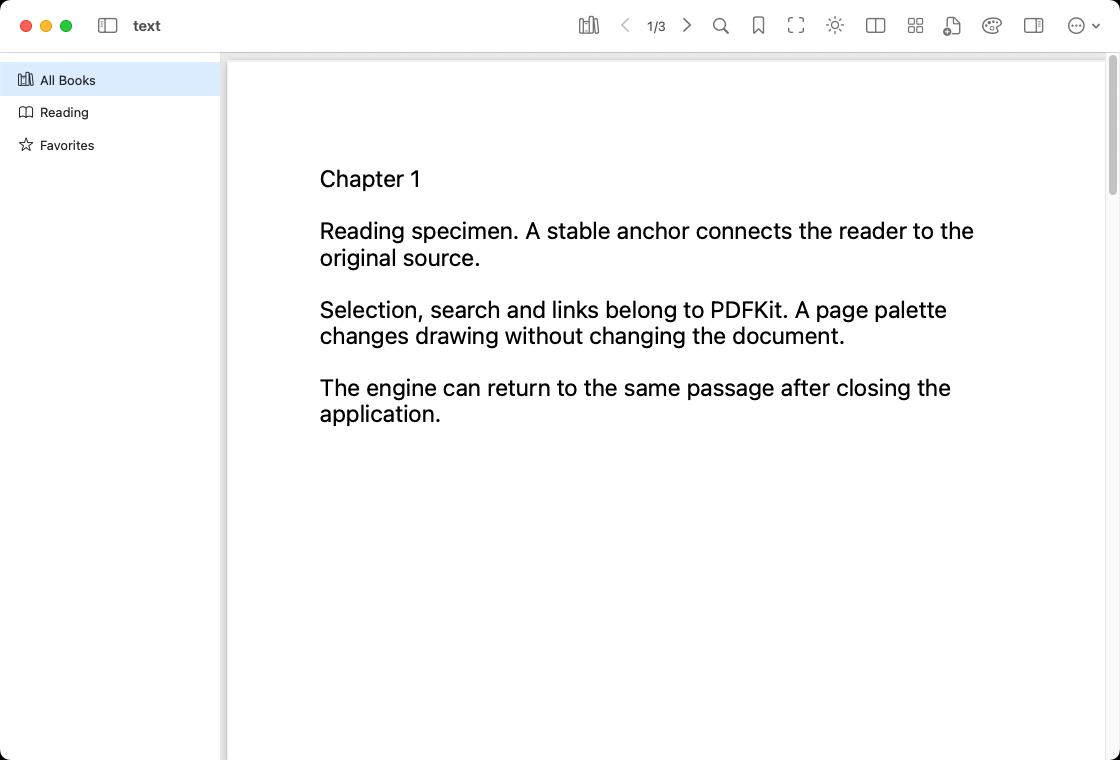 text
1/3
All Books
Reading
Favorites
Chapter 1
Reading specimen. A stable anchor connects the reader to the
original source.
Selection, search and links belong to PDFKit. A page palette
changes drawing without changing the document.
The engine can return to the same passage after closing the
application.